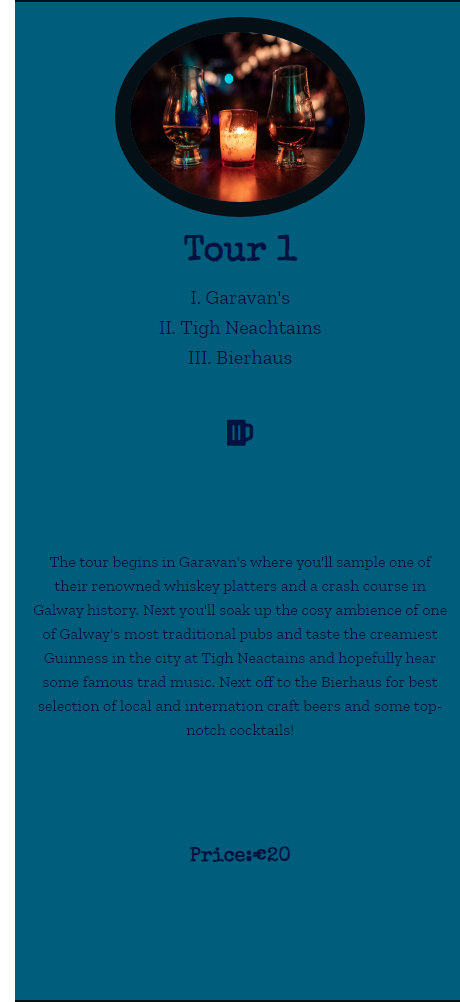 Tour 1
I. Garavan's
II. Tigh Neachtains
III. Bierhaus
The tour begins in Garavan's where you'll sample one of
their renowned whiskey platters and a crash course in
Galway history. Next you'll soak up the cosy ambience of one
of Galway's most traditional pubs and taste the creamiest
Guinness in the city at Tigh Neactains and hopefully hear
some famous trad music. Next off to the Bierhaus for best
selection of local and internation craft beers and some top-
notch cocktails!
Price:€20